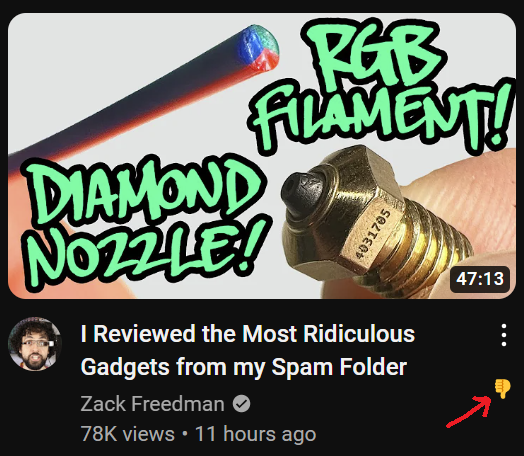 RGB
FILAMENT!
DIAMOND
NOZZLE!
4031705
47:13
I Reviewed the Most Ridiculous
Gadgets from my Spam Folder
Zack Freedman
78K views • 11 hours ago